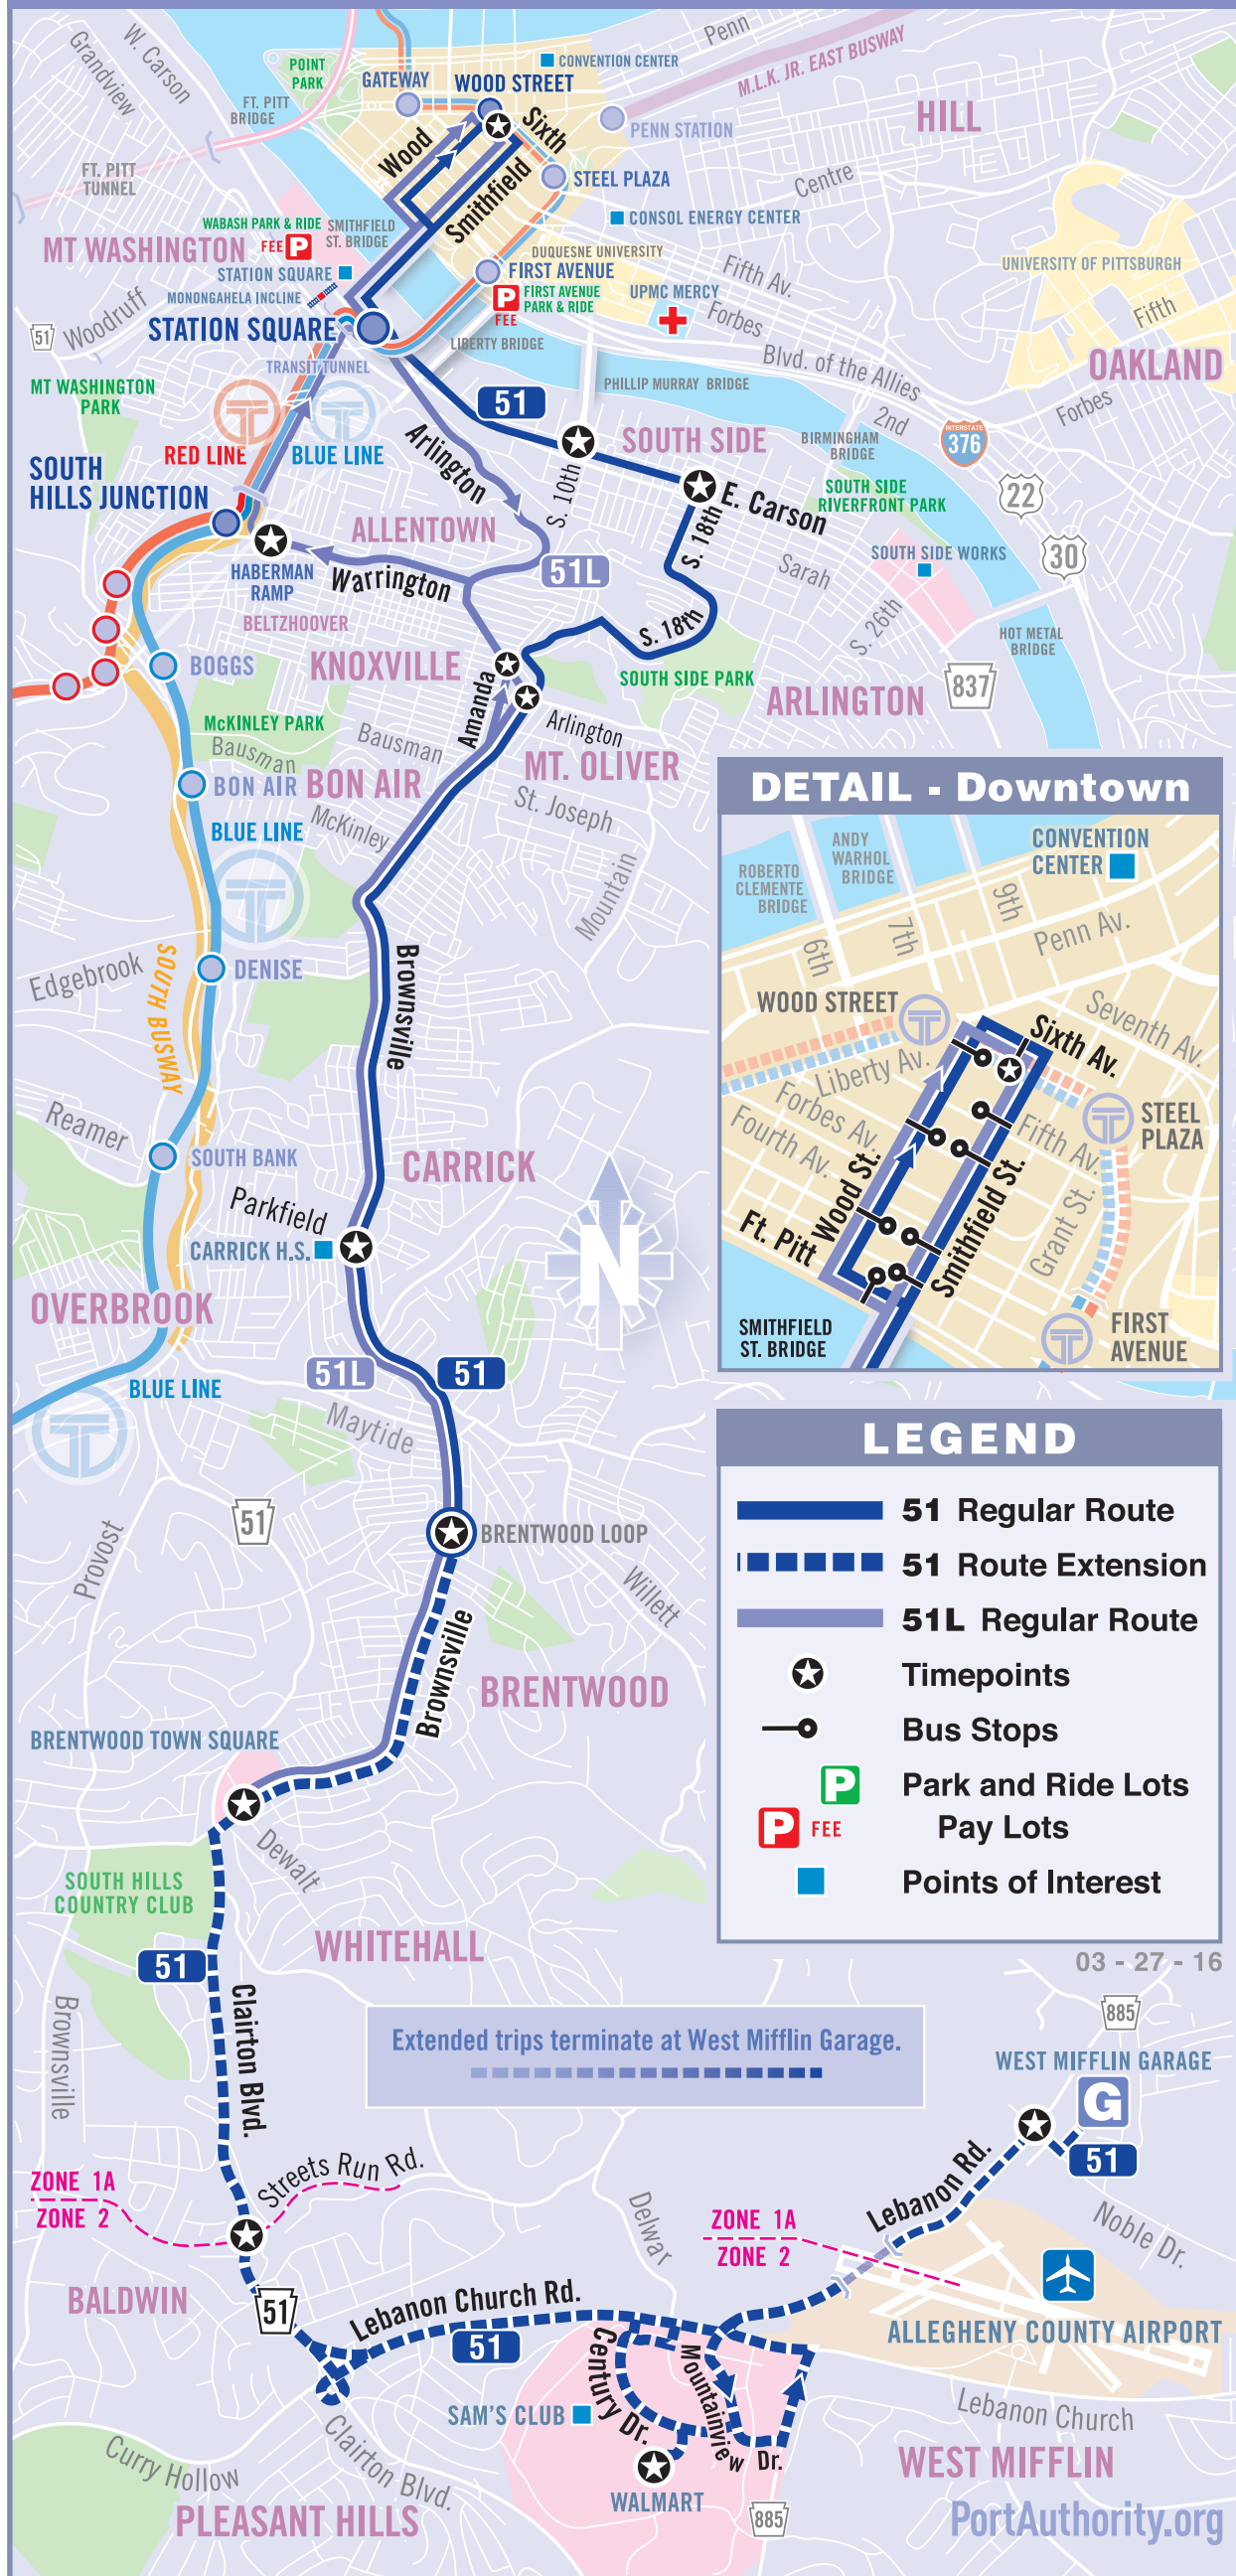 Grandview
W. Carson
POINT
PARK
GATEWAY
WOOD STREET
CONVENTION CENTER
Penn
M.L.K. JR. EAST BUSWAY
HILL
FT. PITT
BRIDGE
Wood
Sixth
PENN STATION
FT. PITT
TUNNEL
STEEL PLAZA
Centre
Smithfield
CONSOL ENERGY CENTER
WABASH PARK & RIDE
FEE P
SMITHFIELD
ST. BRIDGE
MT WASHINGTON
DUQUESNE UNIVERSITY
FIRST AVENUE
Fifth Av.
UNIVERSITY OF PITTSBURGH
STATION SQUARE
MONONGAHELA INCLINE
P
FEE
FIRST AVENUE
PARK & RIDE
UPMC MERCY
Forbes
Fifth
51
Woodruff
STATION SQUARE
LIBERTY BRIDGE
Blvd. of the Allies
OAKLAND
TRANSIT TUNNEL
PHILLIP MURRAY BRIDGE
MT WASHINGTON
PARK
51
2nd
Forbes
RED LINE
BLUE LINE
Arlington
SOUTH SIDE
BIRMINGHAM
BRIDGE
INTERSTATE
376
SOUTH
HILLS JUNCTION
S. 10th
E. Carson
SOUTH SIDE
RIVERFRONT PARK
22
ALLENTOWN
S. 18th
30
HABERMAN
RAMP
Warrington
51L
Sarah
SOUTH SIDE WORKS
BELTZHOOVER
S. 18th
S. 26th
HOT METAL
BRIDGE
BOGGS
KNOXVILLE
SOUTH SIDE PARK
ARLINGTON
837
McKINLEY PARK
Bausman
Bausman
Amanda
Arlington
BON AIR
BON AIR
MT. OLIVER
BLUE LINE
McKinley
St. Joseph
Mountain
Edgebrook
SOUTH BUSWAY
DENISE
Brownsville
Reamer
SOUTH BANK
CARRICK
Parkfield
CARRICK H.S.
N
OVERBROOK
51L
51
BLUE LINE
Maytide
51
Provost
BRENTWOOD LOOP
Willett
Brownsville
BRENTWOOD
BRENTWOOD TOWN SQUARE
Dewalt
SOUTH HILLS
COUNTRY CLUB
WHITEHALL
51
Brownsville
Clairton Blvd.
DETAIL - Downtown
ROBERTO
CLEMENTE
BRIDGE
ANDY
WARHOL
BRIDGE
CONVENTION
CENTER
6th
7th
9th
Penn Av.
WOOD STREET
Liberty Av.
Sixth Av.
Seventh Av.
Forbes Av.
Fourth Av.
Fifth Av.
STEEL
PLAZA
Ft. Pitt
Wood St.
Smithfield St.
Grant St.
SMITHFIELD
ST. BRIDGE
FIRST
AVENUE
LEGEND
51 Regular Route
51 Route Extension
51L Regular Route
Timepoints
Bus Stops
P Park and Ride Lots
P FEE Pay Lots
Points of Interest
03 - 27 - 16
Extended trips terminate at West Mifflin Garage.
885
WEST MIFFLIN GARAGE
G
51
ZONE 1A
ZONE 2
Streets Run Rd.
Delwar
ZONE 1A
ZONE 2
Lebanon Rd.
Noble Dr.
BALDWIN
51
Lebanon Church Rd.
51
ALLEGHENY COUNTY AIRPORT
Century Dr.
Mountainview Dr.
SAM'S CLUB
Lebanon Church
Clairton Blvd.
Curry Hollow
WALMART
WEST MIFFLIN
PLEASANT HILLS
885
PortAuthority.org